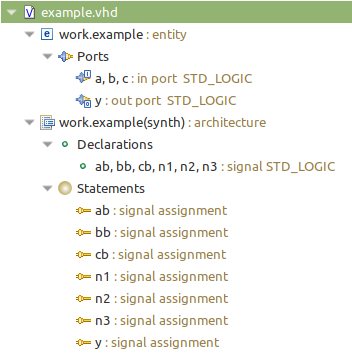 example.vhd
work.example : entity
Ports
a, b, c : in port STD_LOGIC
y : out port STD_LOGIC
work.example(synth) : architecture
Declarations
ab, bb, cb, n1, n2, n3 : signal STD_LOGIC
Statements
ab : signal assignment
bb : signal assignment
cb : signal assignment
n1 : signal assignment
n2 : signal assignment
n3 : signal assignment
y : signal assignment